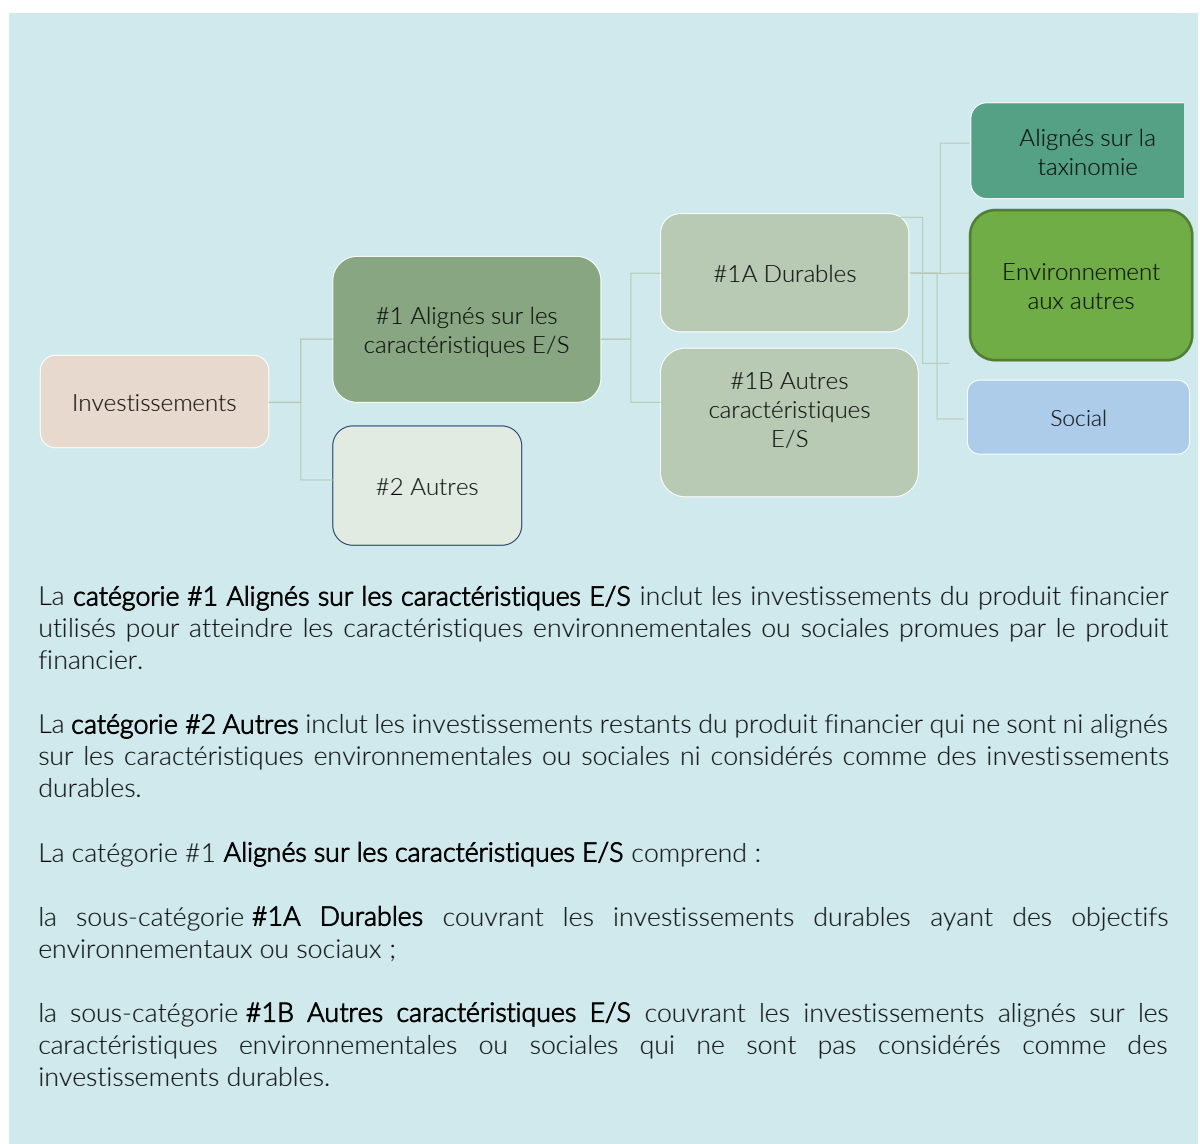 Alignés sur la
taxinomie
#1A Durables
Environnement
aux autres
#1 Alignés sur les
caractéristiques E/S
#1B Autres
caractéristiques
E/S
Investissements
Social
#2 Autres
La catégorie #1 Alignés sur les caractéristiques E/S inclut les investissements du produit financier
utilisés pour atteindre les caractéristiques environnementales ou sociales promues par le produit
financier.
La catégorie #2 Autres inclut les investissements restants du produit financier qui ne sont ni alignés
sur les caractéristiques environnementales ou sociales ni considérés comme des investissements
durables.
La catégorie #1 Alignés sur les caractéristiques E/S comprend :
la sous-catégorie #1A Durables couvrant les investissements durables ayant des objectifs
environnementaux ou sociaux ;
la sous-catégorie #1B Autres caractéristiques E/S couvrant les investissements alignés sur les
caractéristiques environnementales ou sociales qui ne sont pas considérés comme des
investissements durables.